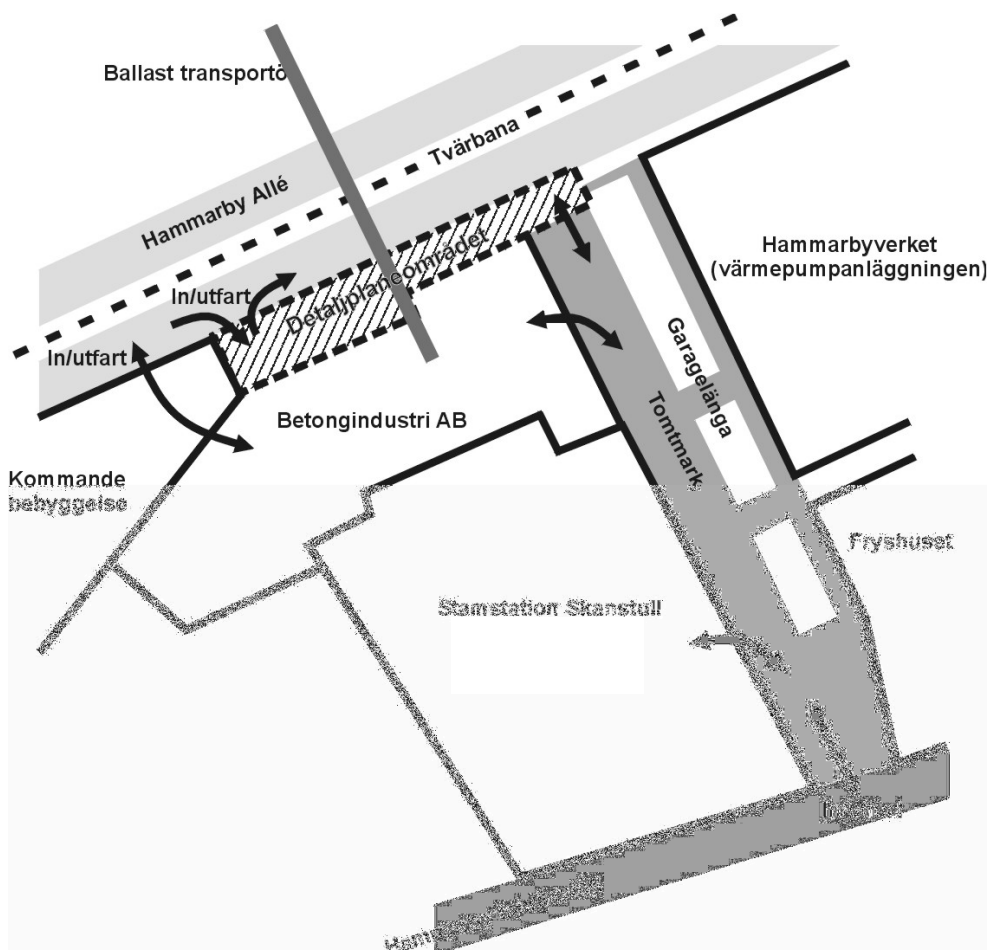 Ballast transportö
Tvärbana
Hammarby Allé
Hammarbyverket
(värmepumpanläggningen)
Detaljplaneområdet
In/utfart
In/utfart
Garagelänga
Tomtmark
Betongindustri AB
Kommande
bebyggelse
Fryshuset
Stamstation Skanstull